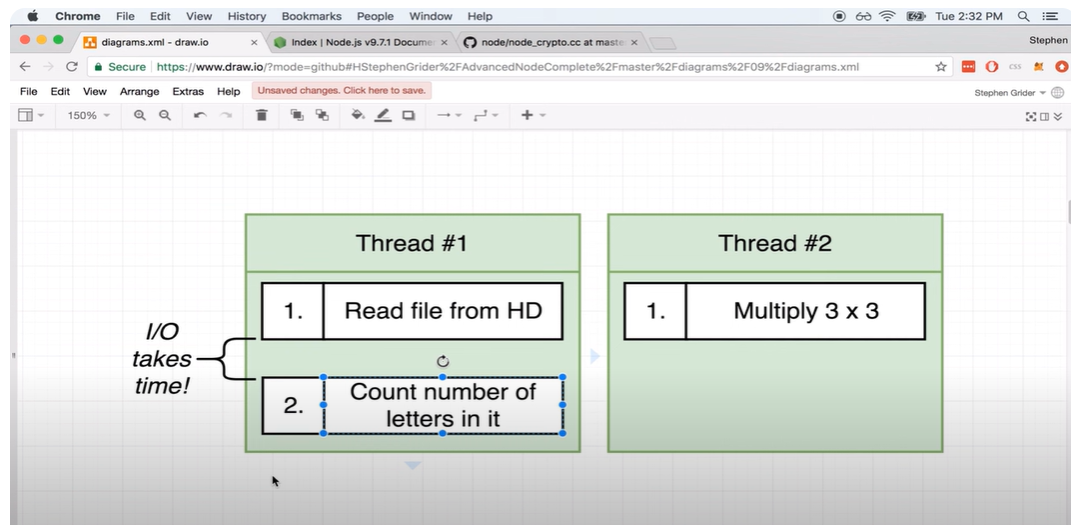 Chrome File Edit View History Bookmarks People Window Help Tue 2:32 PM
diagrams.xml - draw.io Index | Node.js v9.7.1 Docume node/node_crypto.cc at maste Stephen
Secure https://www.draw.io/?mode=github#HStephenGrider%2FAdvancedNodeComplete%2Fmaster%2Fdiagrams%2F09%2Fdiagrams.xml CSS
File Edit View Arrange Extras Help Unsaved changes. Click here to save. Stephen Grider
150%
Thread #1
1. Read file from HD
I/O
takes
time!
2. Count number of
letters in it
Thread #2
1. Multiply 3 x 3